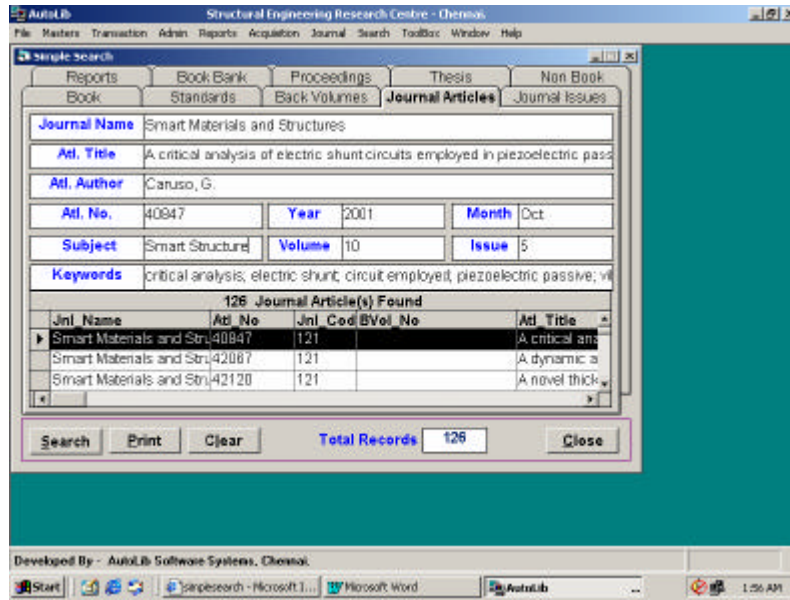 AutoLib Structural Engineering Research Centre - Chennai.
File Masters Transaction Admin Reports Acquistion Journal Search ToolBox Window Help
Simple Search
Reports Book Bank Proceedings Thesis Non Book
Book Standards Back Volumes Journal Articles Journal Issues
Journal Name Smart Materials and Structures
Atl. Title A critical analysis of electric shunt circuits employed in piezoelectric pass
Atl. Author Caruso, G.
Atl. No. 40847 Year 2001 Month Oct
Subject Smart Structure Volume 10 Issue 5
Keywords critical analysis; electric shunt; circuit employed; piezoelectric passive;
126 Journal Article(s) Found
Jnl_Name Atl_No Jnl_Cod BVol_No Atl_Title
Smart Materials and Stru 40847 121 A critical ana
Smart Materials and Stru 42067 121 A dynamic a
Smart Materials and Stru 42120 121 A novel thick
Search Print Clear Total Records 126 Close
Developed By - AutoLib Software Systems, Chennai.
Start simpesearch - Microsoft I... Microsoft Word AutoLib ... 1:56 AM